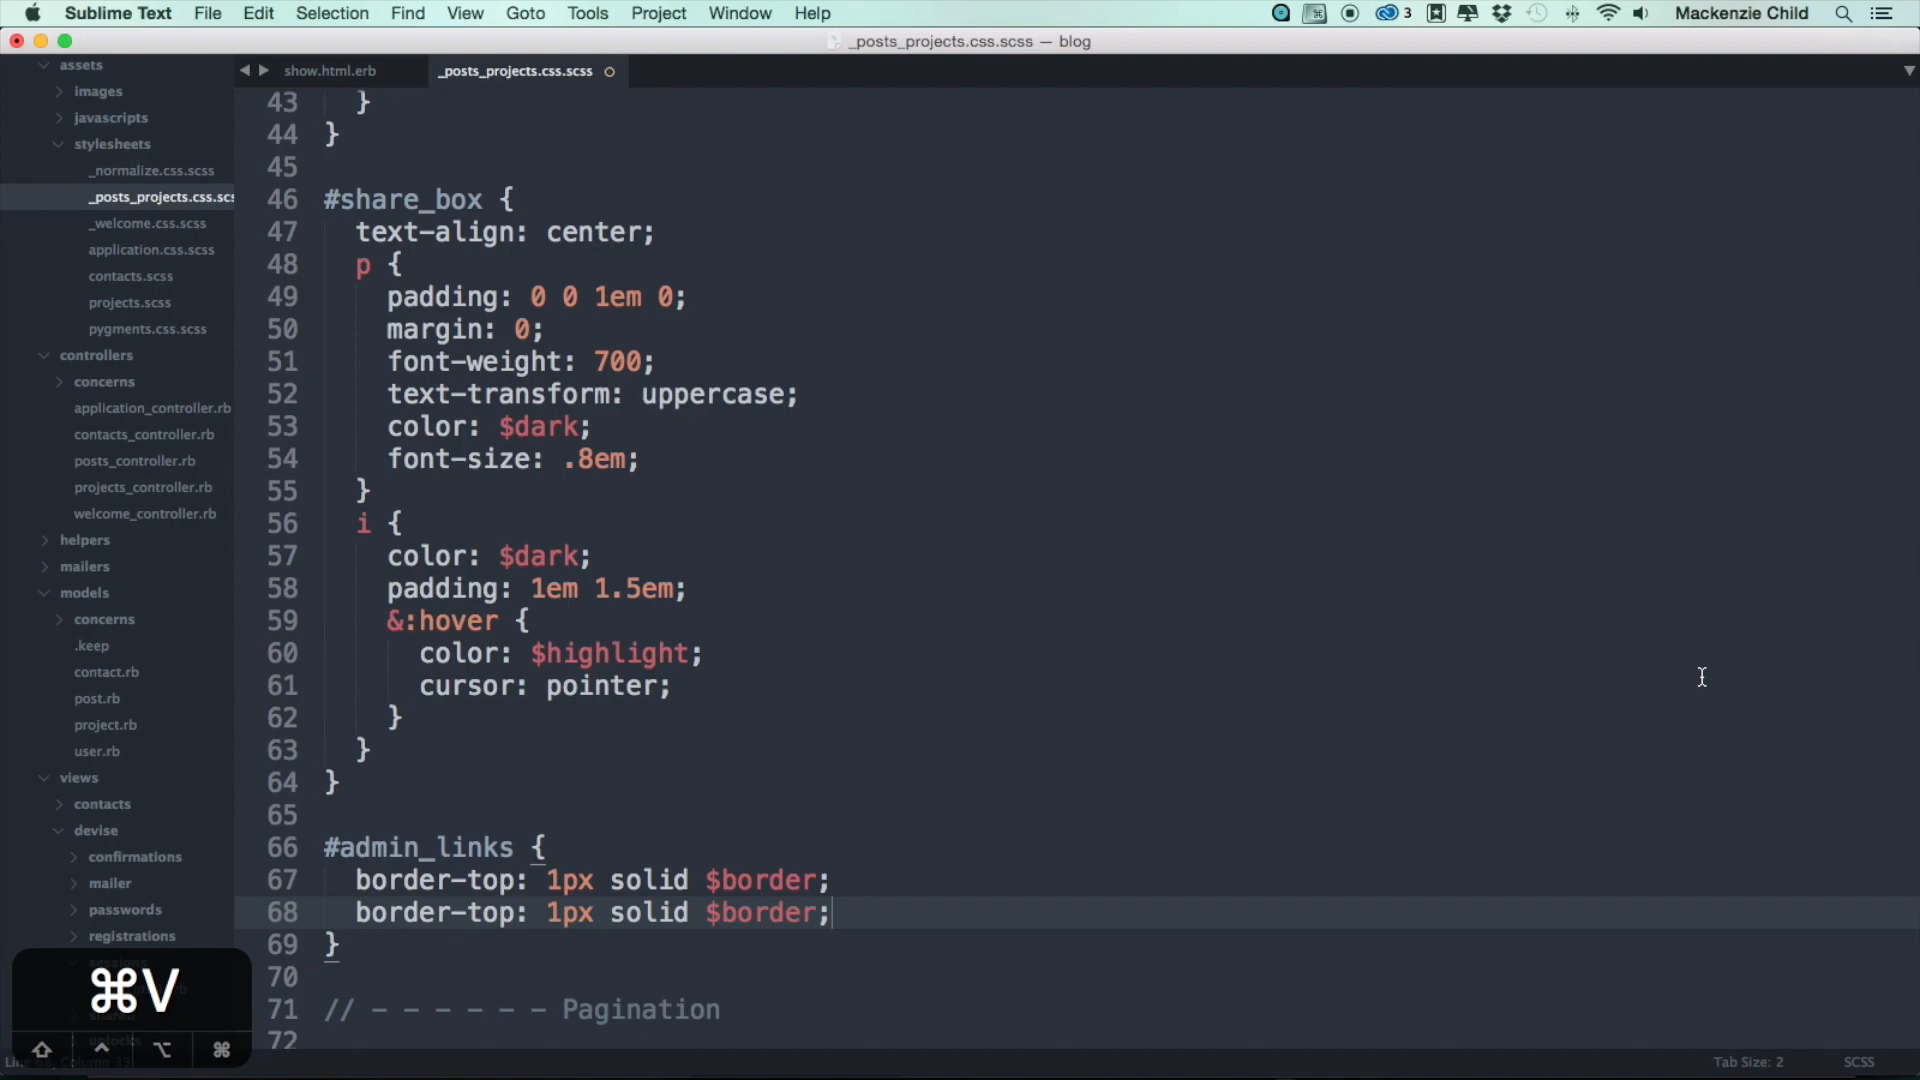 Sublime Text File Edit Selection Find View Goto Tools Project Window Help 3 Mackenzie Child
_posts_projects.css.scss — blog
assets
images
javascripts
stylesheets
_normalize.css.scss
_posts_projects.css.scs
_welcome.css.scss
application.css.scss
contacts.scss
projects.scss
pygments.css.scss
controllers
concerns
application_controller.rb
contacts_controller.rb
posts_controller.rb
projects_controller.rb
welcome_controller.rb
helpers
mailers
models
concerns
.keep
contact.rb
post.rb
project.rb
user.rb
views
contacts
devise
confirmations
mailer
passwords
registrations
sessions
show.html.erb _posts_projects.css.scss
43 }
44 }
45
46 #share_box {
47 text-align: center;
48 p {
49 padding: 0 0 1em 0;
50 margin: 0;
51 font-weight: 700;
52 text-transform: uppercase;
53 color: $dark;
54 font-size: .8em;
55 }
56 i {
57 color: $dark;
58 padding: 1em 1.5em;
59 &:hover {
60 color: $highlight;
61 cursor: pointer;
62 }
63 }
64 }
65
66 #admin_links {
67 border-top: 1px solid $border;
68 border-top: 1px solid $border;
69 }
70
71 // - - - - - - Pagination
72
⌘V
⇧ ⌃ ⌥ ⌘
Tab Size: 2 SCSS